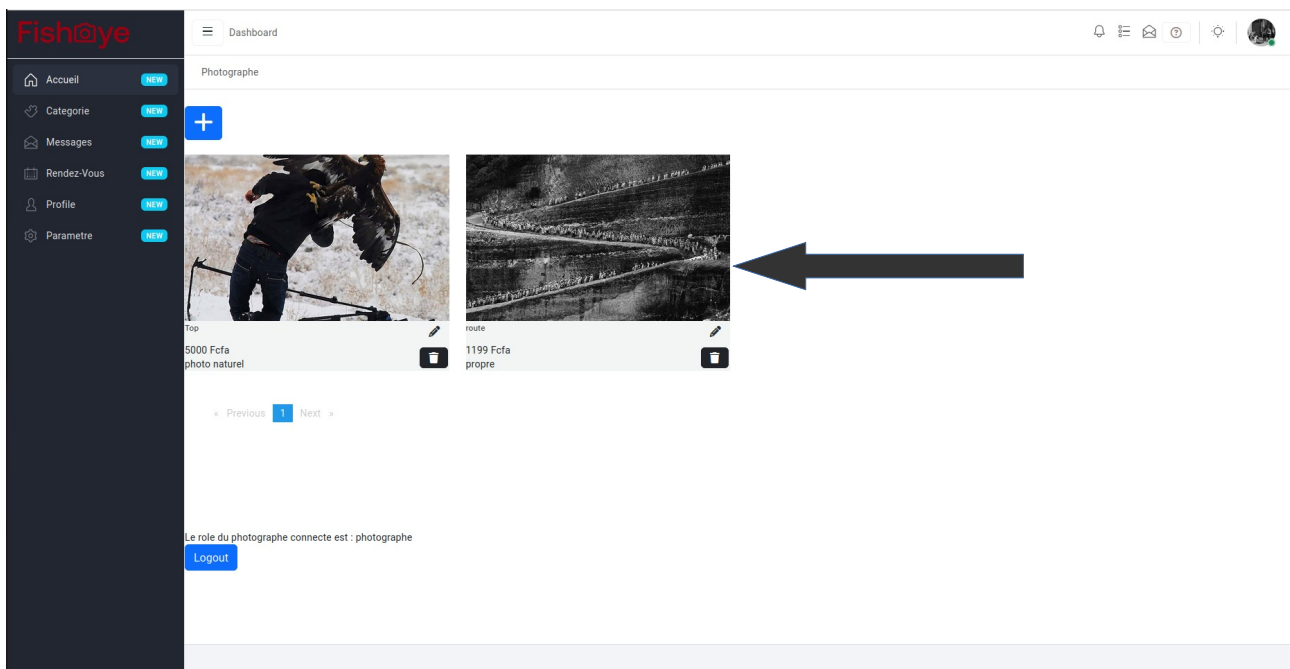 Fisheye
Dashboard
Accueil NEW
Photographe
Categorie NEW
Messages NEW
Rendez-Vous NEW
Profile NEW
Parametre NEW
Top
5000 Fcfa
photo naturel
route
1199 Fcfa
propre
« Previous 1 Next »
Le role du photographe connecte est : photographe
Logout